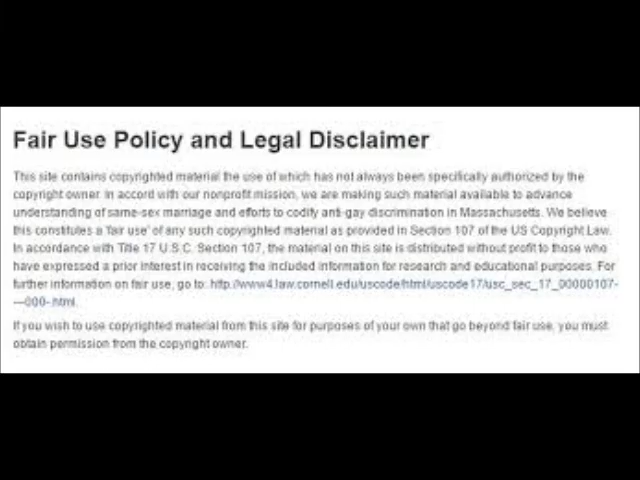 Fair Use Policy and Legal Disclaimer
This site contains copyrighted material the use of which has not always been specifically authorized by the
copyright owner. In accord with our nonprofit mission, we are making such material available to advance
understanding of same-sex marriage and efforts to codify anti-gay discrimination in Massachusetts. We believe
this constitutes a 'fair use' of any such copyrighted material as provided in Section 107 of the US Copyright Law.
In accordance with Title 17 U.S.C. Section 107, the material on this site is distributed without profit to those who
have expressed a prior interest in receiving the included information for research and educational purposes. For
further information on fair use, go to: http://www4.law.cornell.edu/uscode/html/uscode17/usc_sec_17_00000107-
---000-.html.
If you wish to use copyrighted material from this site for purposes of your own that go beyond fair use, you must
obtain permission from the copyright owner.